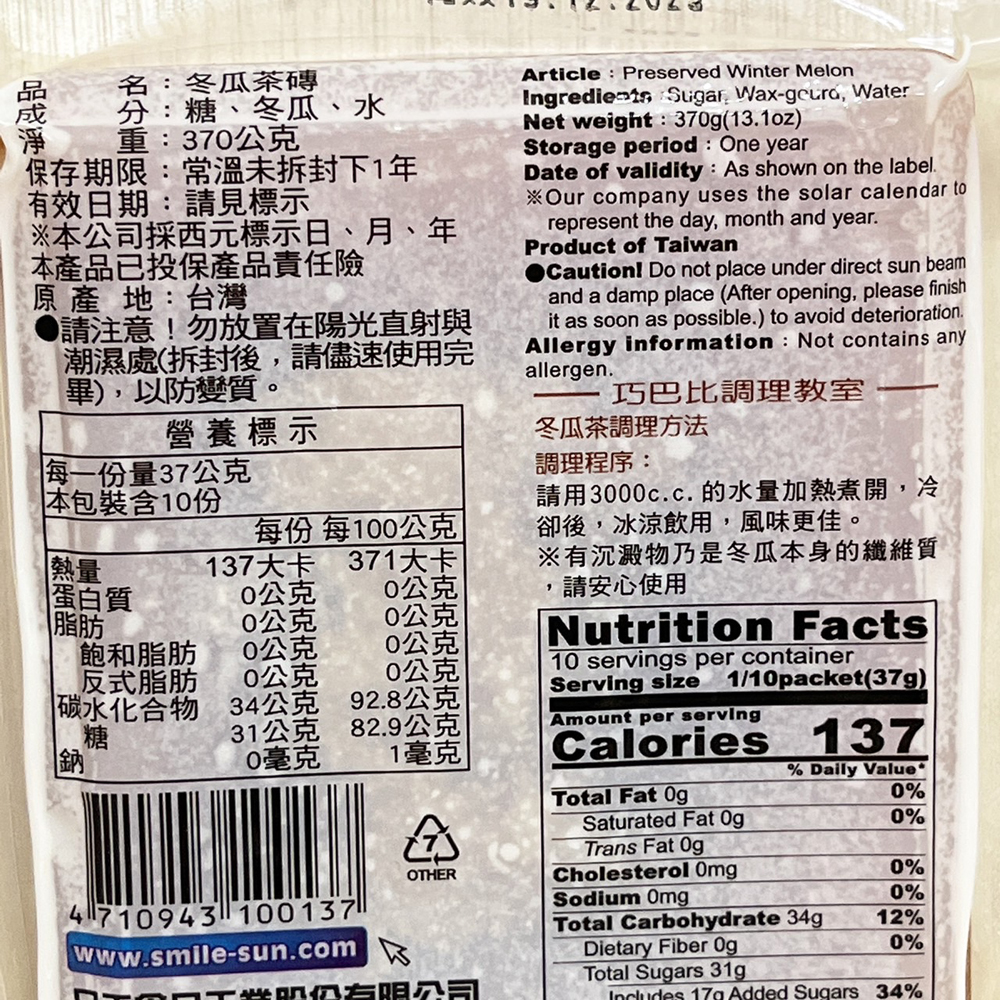 品 名：冬瓜茶磚
成 分：糖、冬瓜、水
淨 重：370公克
保存期限：常溫未拆封下1年
有效日期：請見標示
※本公司採西元標示日、月、年
本產品已投保產品責任險
原 產 地：台灣
●請注意！勿放置在陽光直射與
潮濕處(拆封後，請儘速使用完
畢)，以防變質。
營養標示
每一份量37公克
本包裝含10份
每份 每100公克
熱量 137大卡 371大卡
蛋白質 0公克 0公克
脂肪 0公克 0公克
飽和脂肪 0公克 0公克
反式脂肪 0公克 0公克
碳水化合物 34公克 92.8公克
糖 31公克 82.9公克
鈉 0毫克 1毫克
4 710943 100137
7
OTHER
www.smile-sun.com
Article：Preserved Winter Melon
Ingredients：Sugar, Wax-gourd, Water
Net weight：370g(13.1oz)
Storage period：One year
Date of validity：As shown on the label.
※Our company uses the solar calendar to
represent the day, month and year.
Product of Taiwan
●Caution! Do not place under direct sun beam
and a damp place (After opening, please finish
it as soon as possible.) to avoid deterioration.
Allergy information：Not contains any
allergen.
巧巴比調理教室
冬瓜茶調理方法
調理程序：
請用3000c.c.的水量加熱煮開，冷
卻後，冰涼飲用，風味更佳。
※有沉澱物乃是冬瓜本身的纖維質
，請安心使用
Nutrition Facts
10 servings per container
Serving size 1/10packet(37g)
Amount per serving
Calories 137
% Daily Value*
Total Fat 0g 0%
Saturated Fat 0g 0%
Trans Fat 0g
Cholesterol 0mg 0%
Sodium 0mg 0%
Total Carbohydrate 34g 12%
Dietary Fiber 0g 0%
Total Sugars 31g
Includes 17g Added Sugars 34%